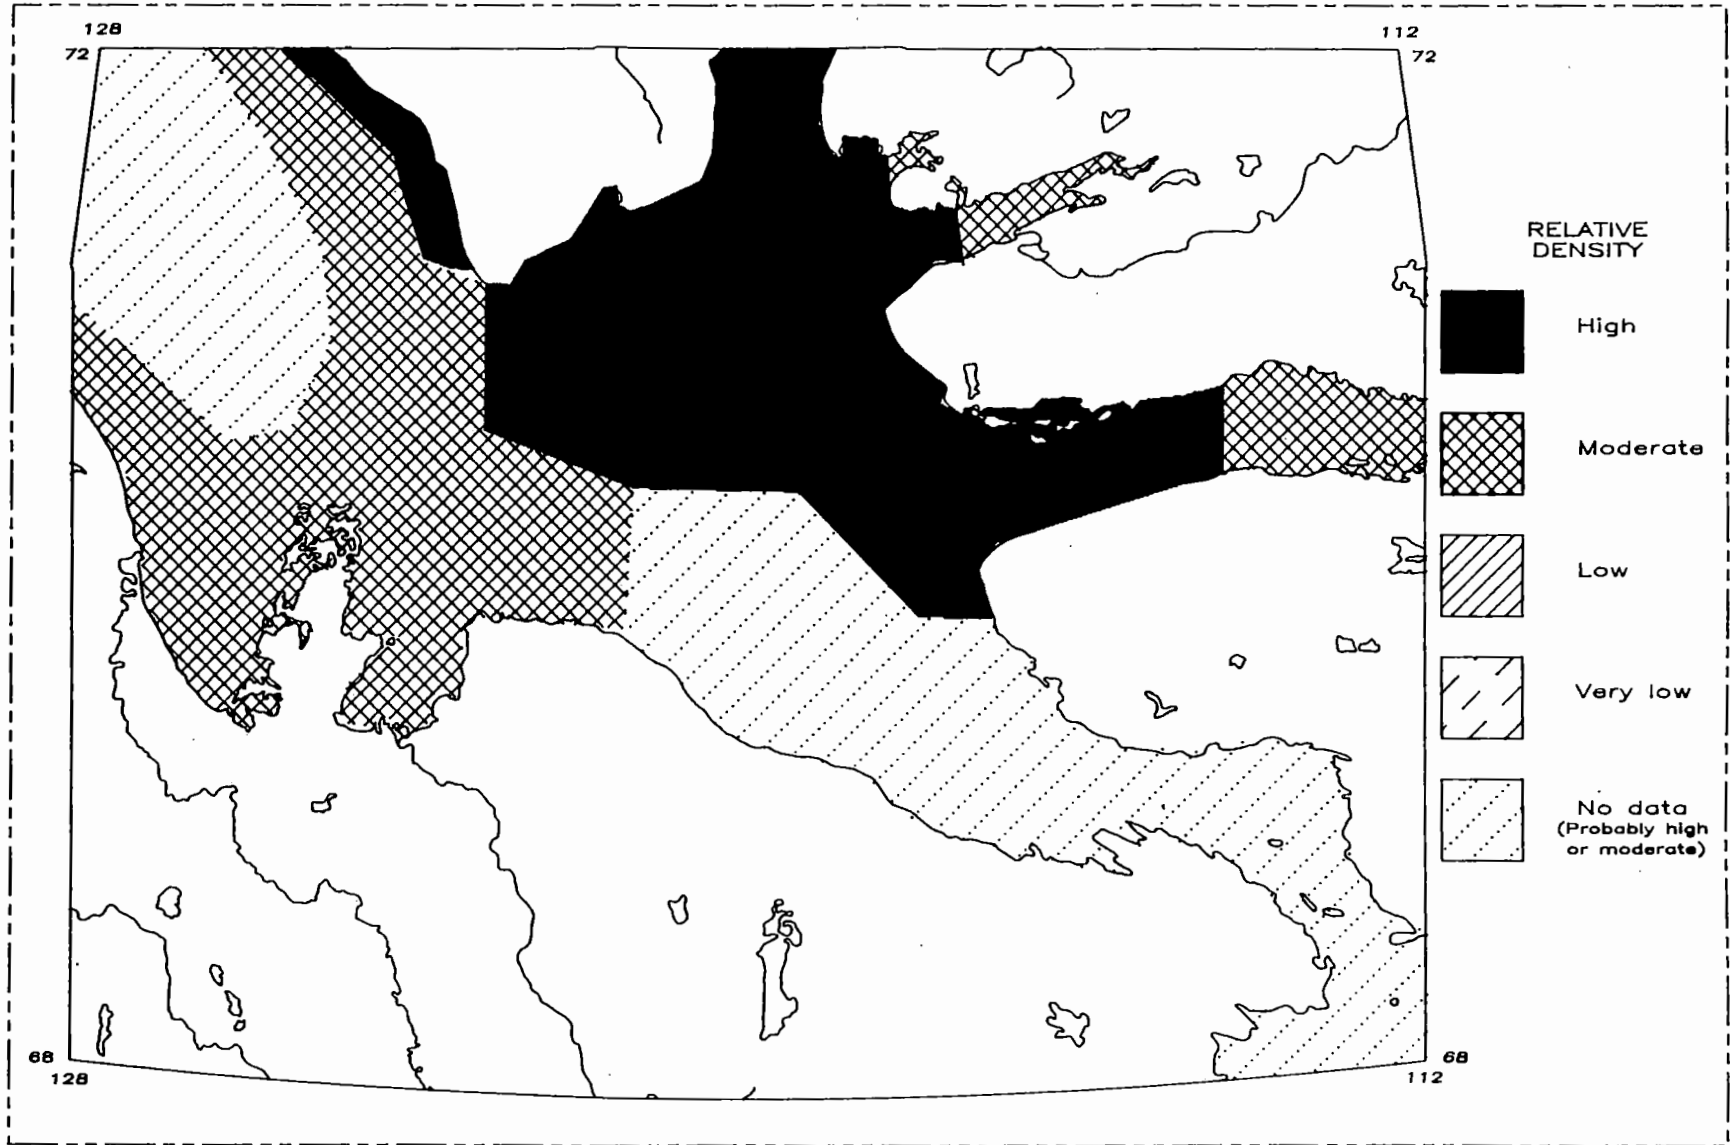 128
112
72
72
RELATIVE
DENSITY
High
Moderate
Low
Very low
No data
(Probably high
or moderate)
68
68
128
112